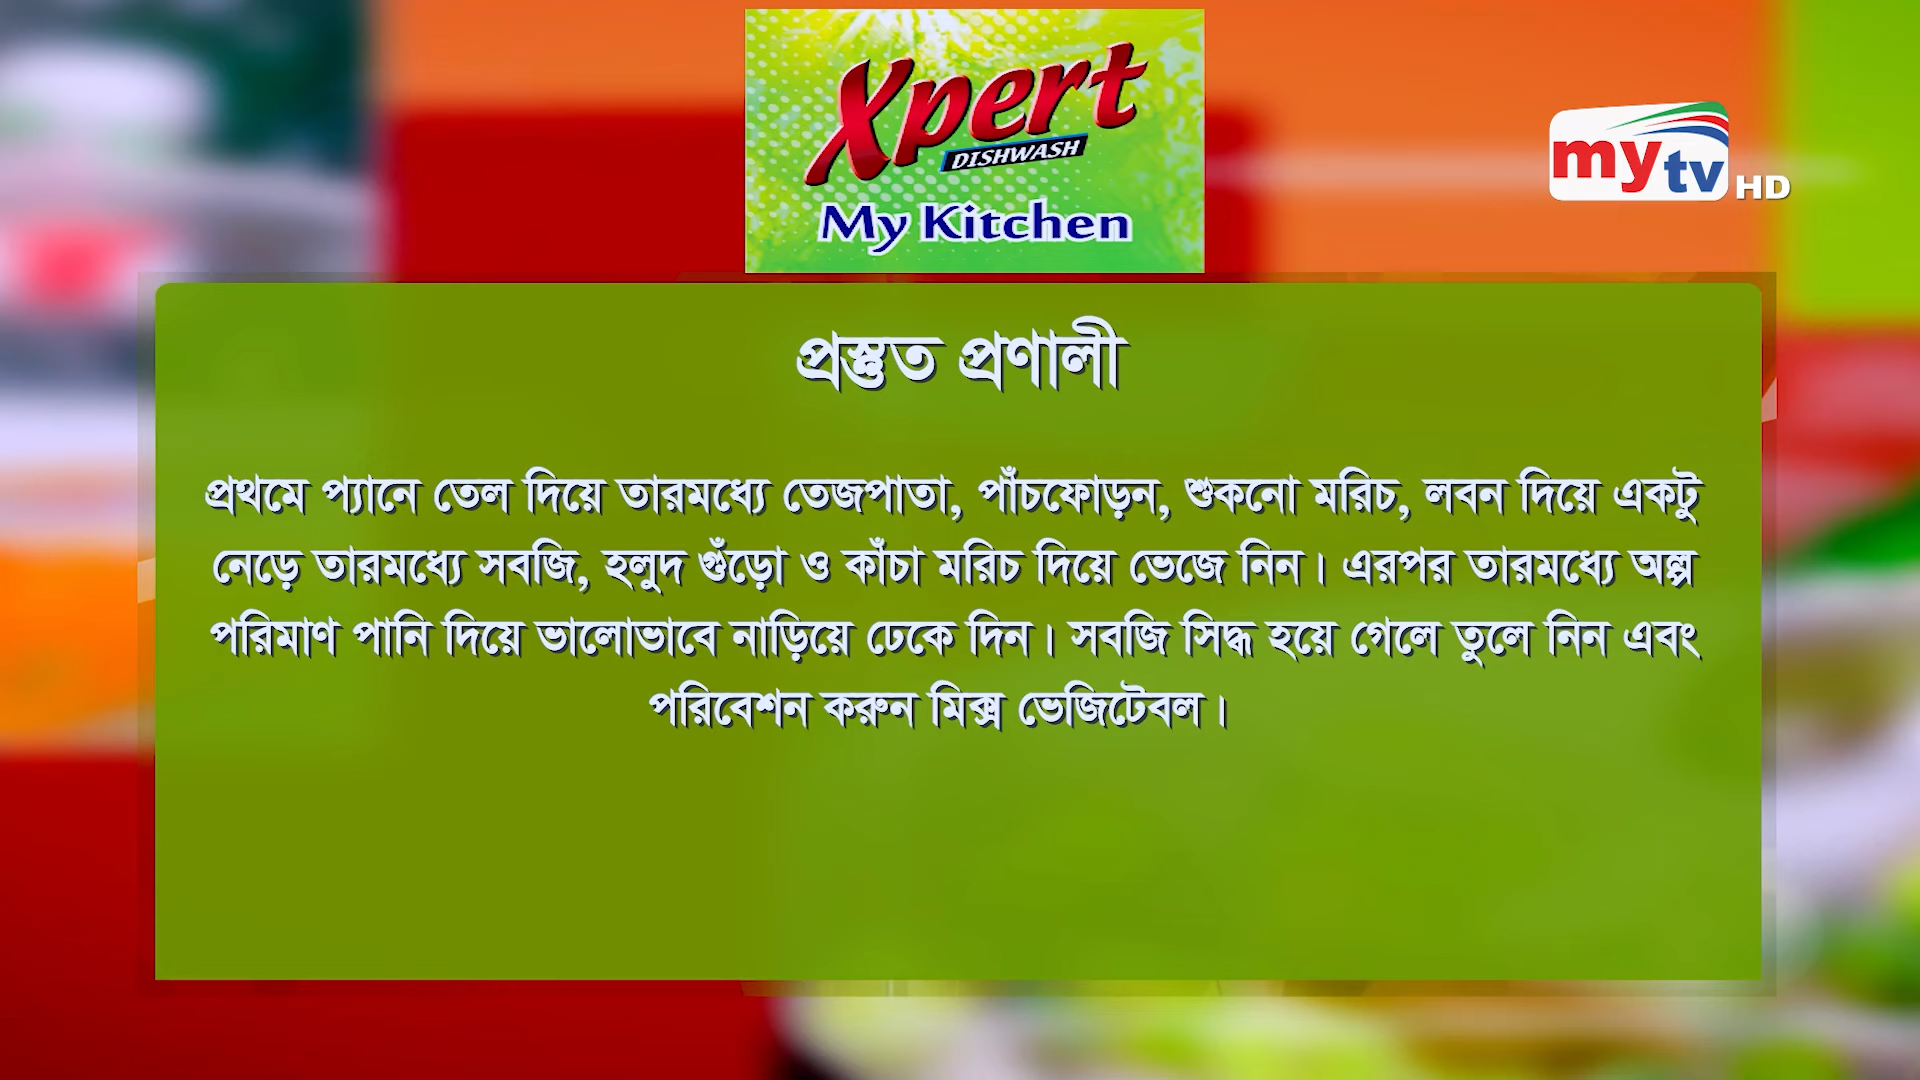 Xpert
DISHWASH
My Kitchen
mytv HD
প্রস্তুত প্রণালী
প্রথমে প্যানে তেল দিয়ে তারমধ্যে তেজপাতা, পাঁচফোড়ন, শুকনো মরিচ, লবন দিয়ে একটু
নেড়ে তারমধ্যে সবজি, হলুদ গুঁড়ো ও কাঁচা মরিচ দিয়ে ভেজে নিন। এরপর তারমধ্যে অল্প
পরিমাণ পানি দিয়ে ভালোভাবে নাড়িয়ে ঢেকে দিন। সবজি সিদ্ধ হয়ে গেলে তুলে নিন এবং
পরিবেশন করুন মিক্স ভেজিটেবল।